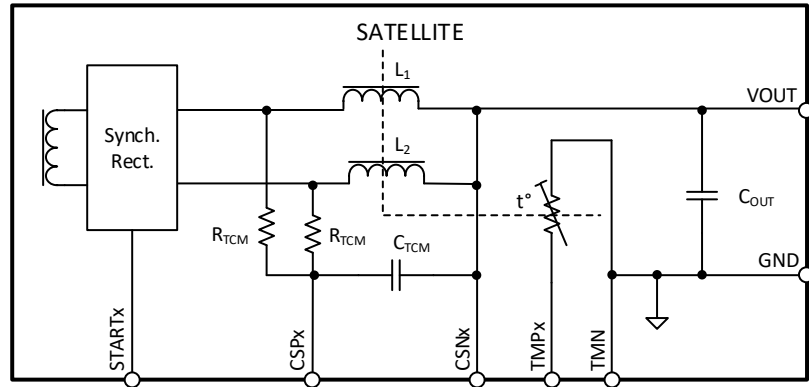 SATELLITE
L1
VOUT
Synch.
Rect.
L2
t°
COUT
RTCM
RTCM
CTCM
GND
STARTx
CSPx
CSNx
TMPx
TMN